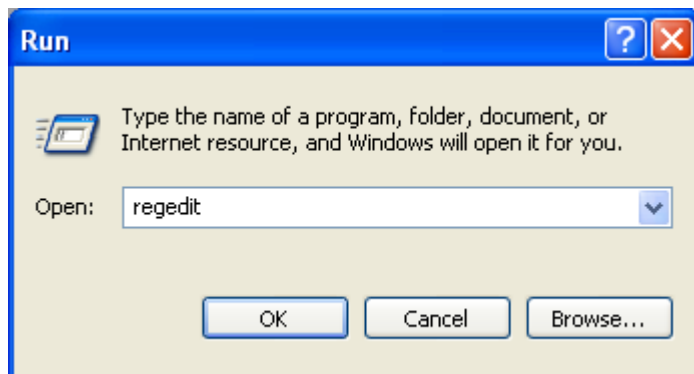 Run
Type the name of a program, folder, document, or
Internet resource, and Windows will open it for you.
Open: regedit
OK Cancel Browse...